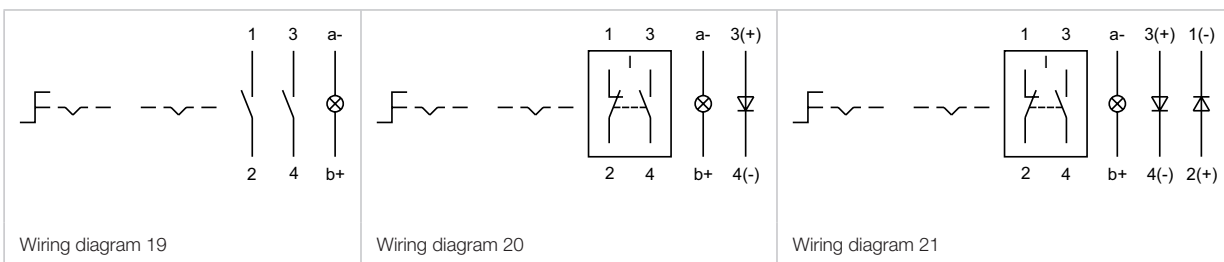 1 3 a-
2 4 b+
Wiring diagram 19
1 3 a- 3(+)
I
2 4 b+ 4(-)
Wiring diagram 20
1 3 a- 3(+) 1(-)
I
2 4 b+ 4(-) 2(+)
Wiring diagram 21